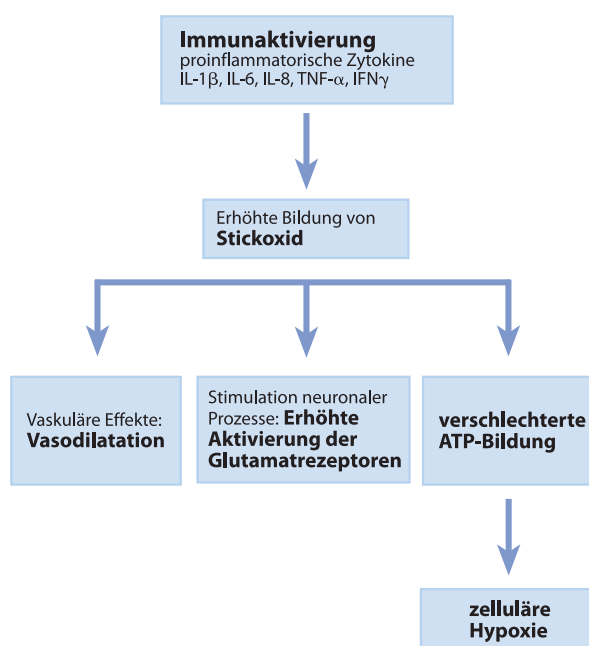 Immunaktivierung
proinflammatorische Zytokine
IL-1β, IL-6, IL-8, TNF-α, IFNγ
Erhöhte Bildung von
Stickoxid
Vaskuläre Effekte:
Vasodilatation
Stimulation neuronaler
Prozesse: Erhöhte
Aktivierung der
Glutamatrezeptoren
verschlechterte
ATP-Bildung
zelluläre
Hypoxie